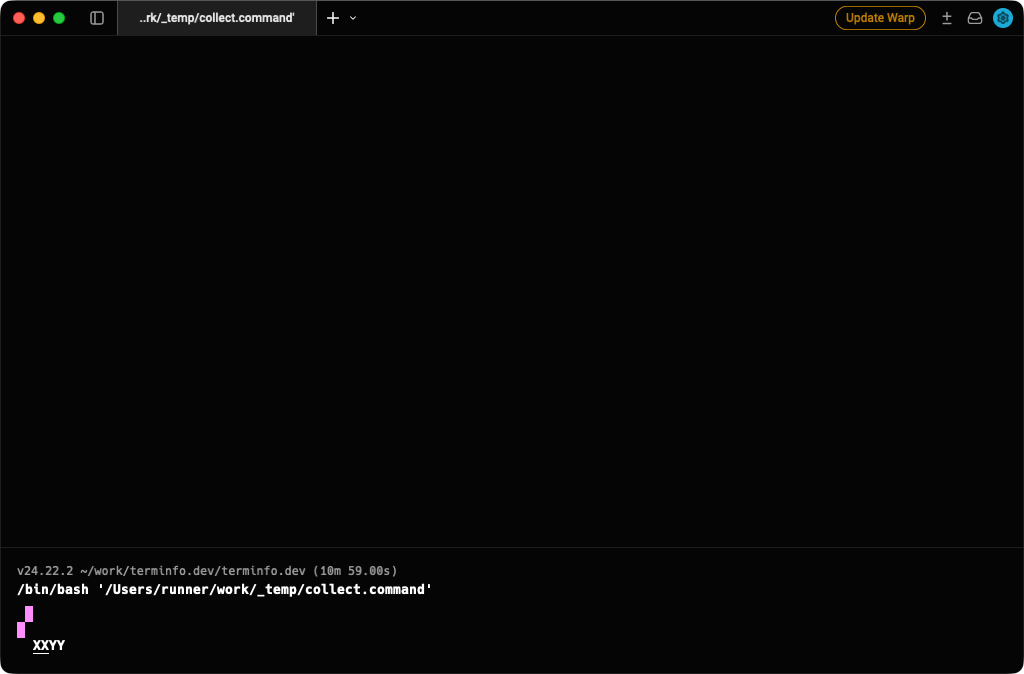 ..rk/_temp/collect.command'
Update Warp
v24.22.2 ~/work/terminfo.dev/terminfo.dev (10m 59.00s)
/bin/bash '/Users/runner/work/_temp/collect.command'
XXYY